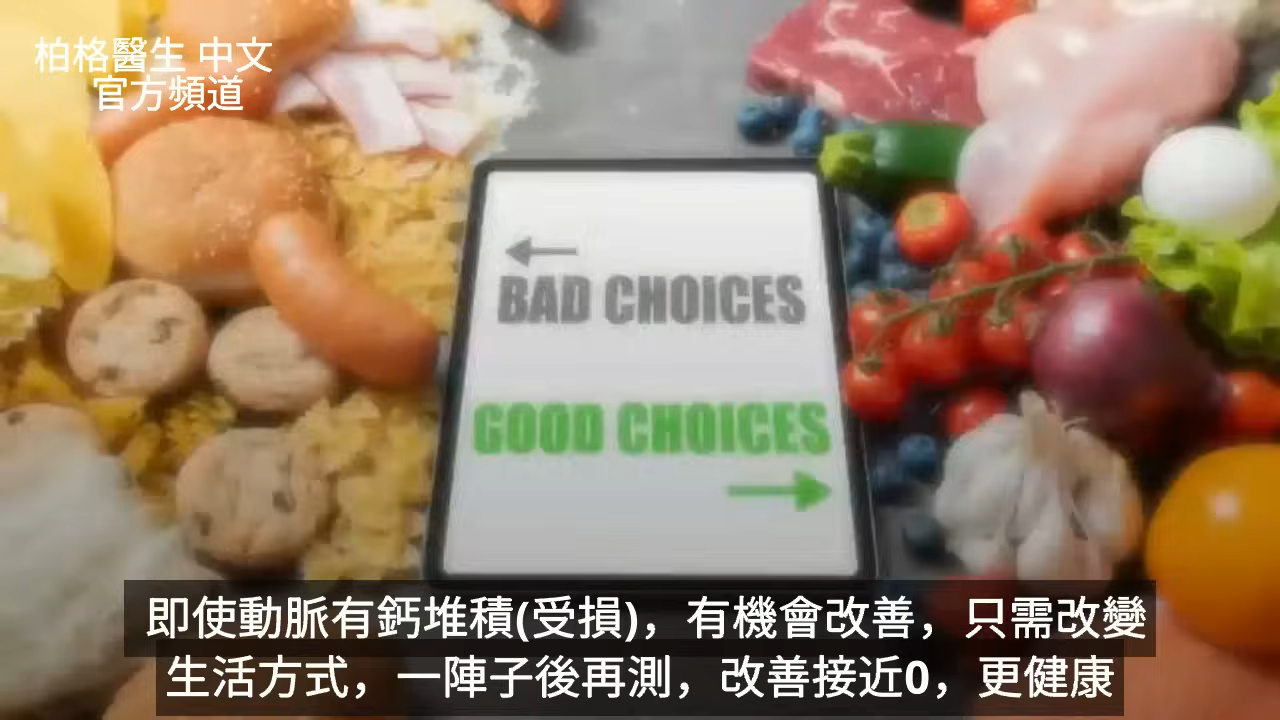 柏格醫生 中文
官方頻道
BAD CHOICES
GOOD CHOICES
即使動脈有鈣堆積(受損)，有機會改善，只需改變
生活方式，一陣子後再測，改善接近0，更健康